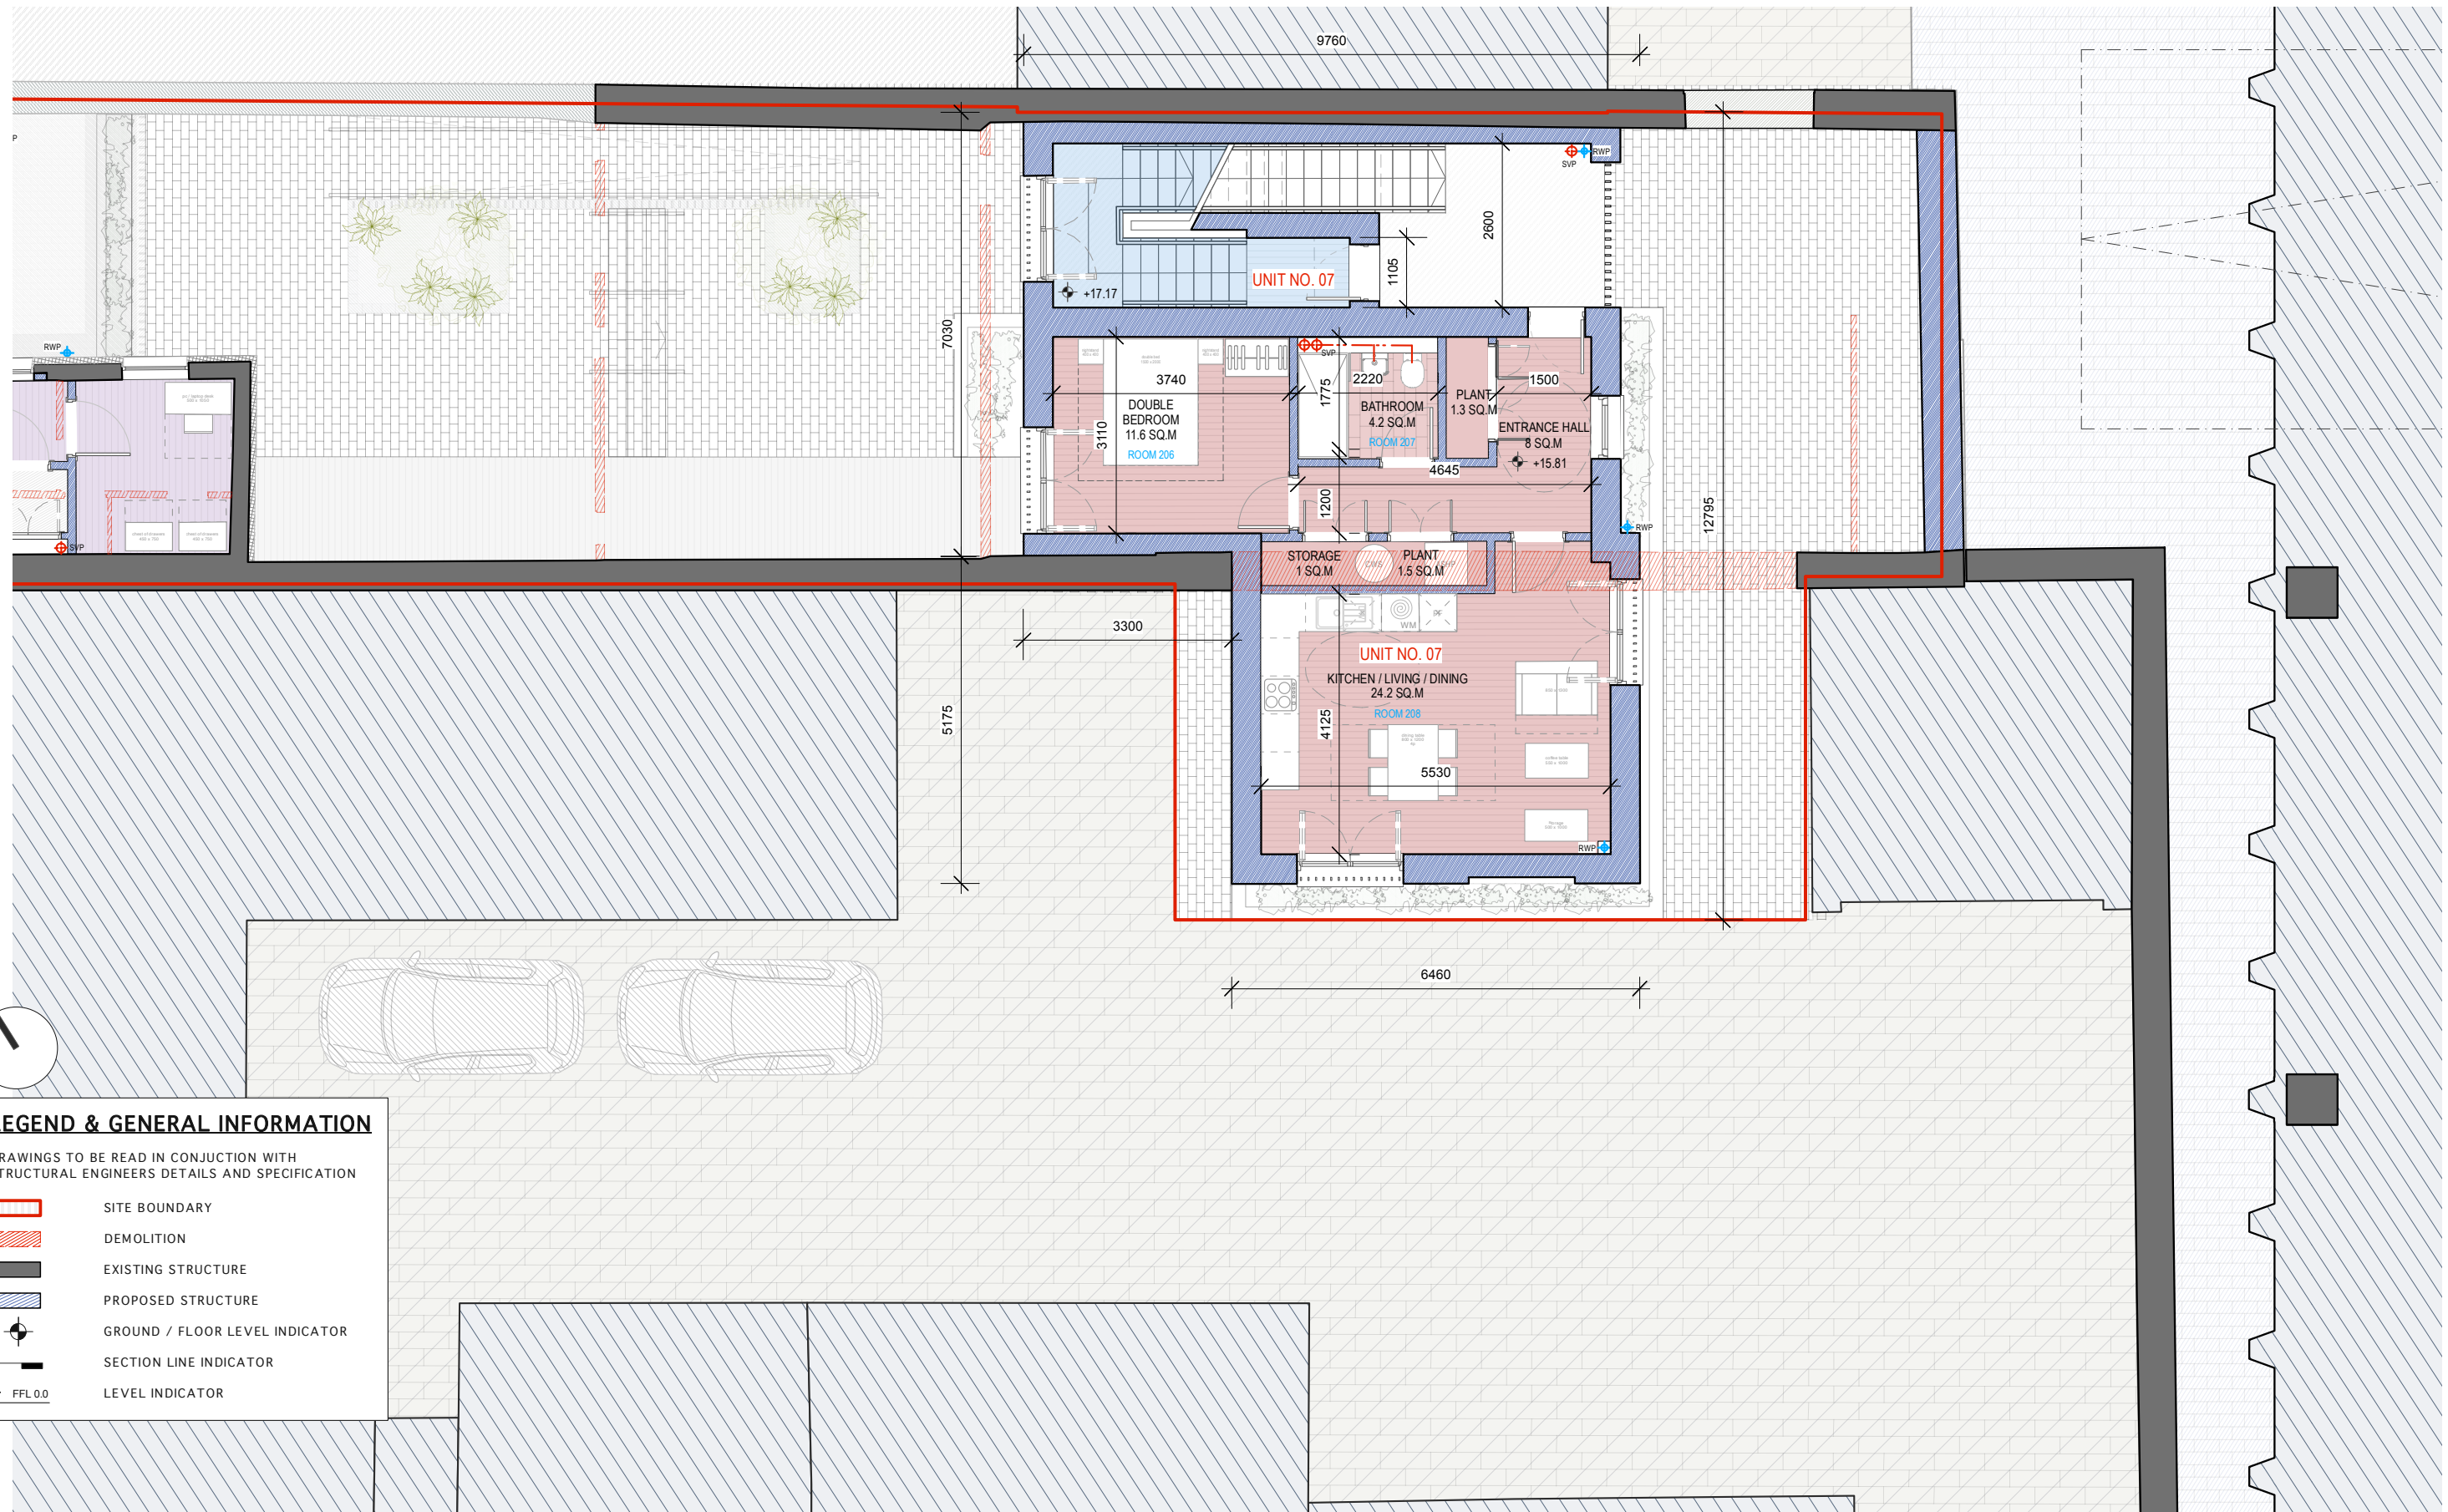 9760
P
RWP
SVP
2600
1105
UNIT NO. 07
+17.17
7030
RWP
SVP
3740
1775
2220
1500
DOUBLE
BEDROOM
11.6 SQ.M
ROOM 206
3110
BATHROOM
4.2 SQ.M
ROOM 207
PLANT
1.3 SQ.M
ENTRANCE HALL
8 SQ.M
+15.81
4645
1200
12795
RWP
SVP
STORAGE
1 SQ.M
CWS
PLANT
1.5 SQ.M
3300
WM
UNIT NO. 07
KITCHEN / LIVING / DINING
24.2 SQ.M
ROOM 208
5175
4125
5530
RWP
6460
LEGEND & GENERAL INFORMATION
RAWINGS TO BE READ IN CONJUCTION WITH
TRUCTURAL ENGINEERS DETAILS AND SPECIFICATION
SITE BOUNDARY
DEMOLITION
EXISTING STRUCTURE
PROPOSED STRUCTURE
GROUND / FLOOR LEVEL INDICATOR
SECTION LINE INDICATOR
FFL 0.0
LEVEL INDICATOR